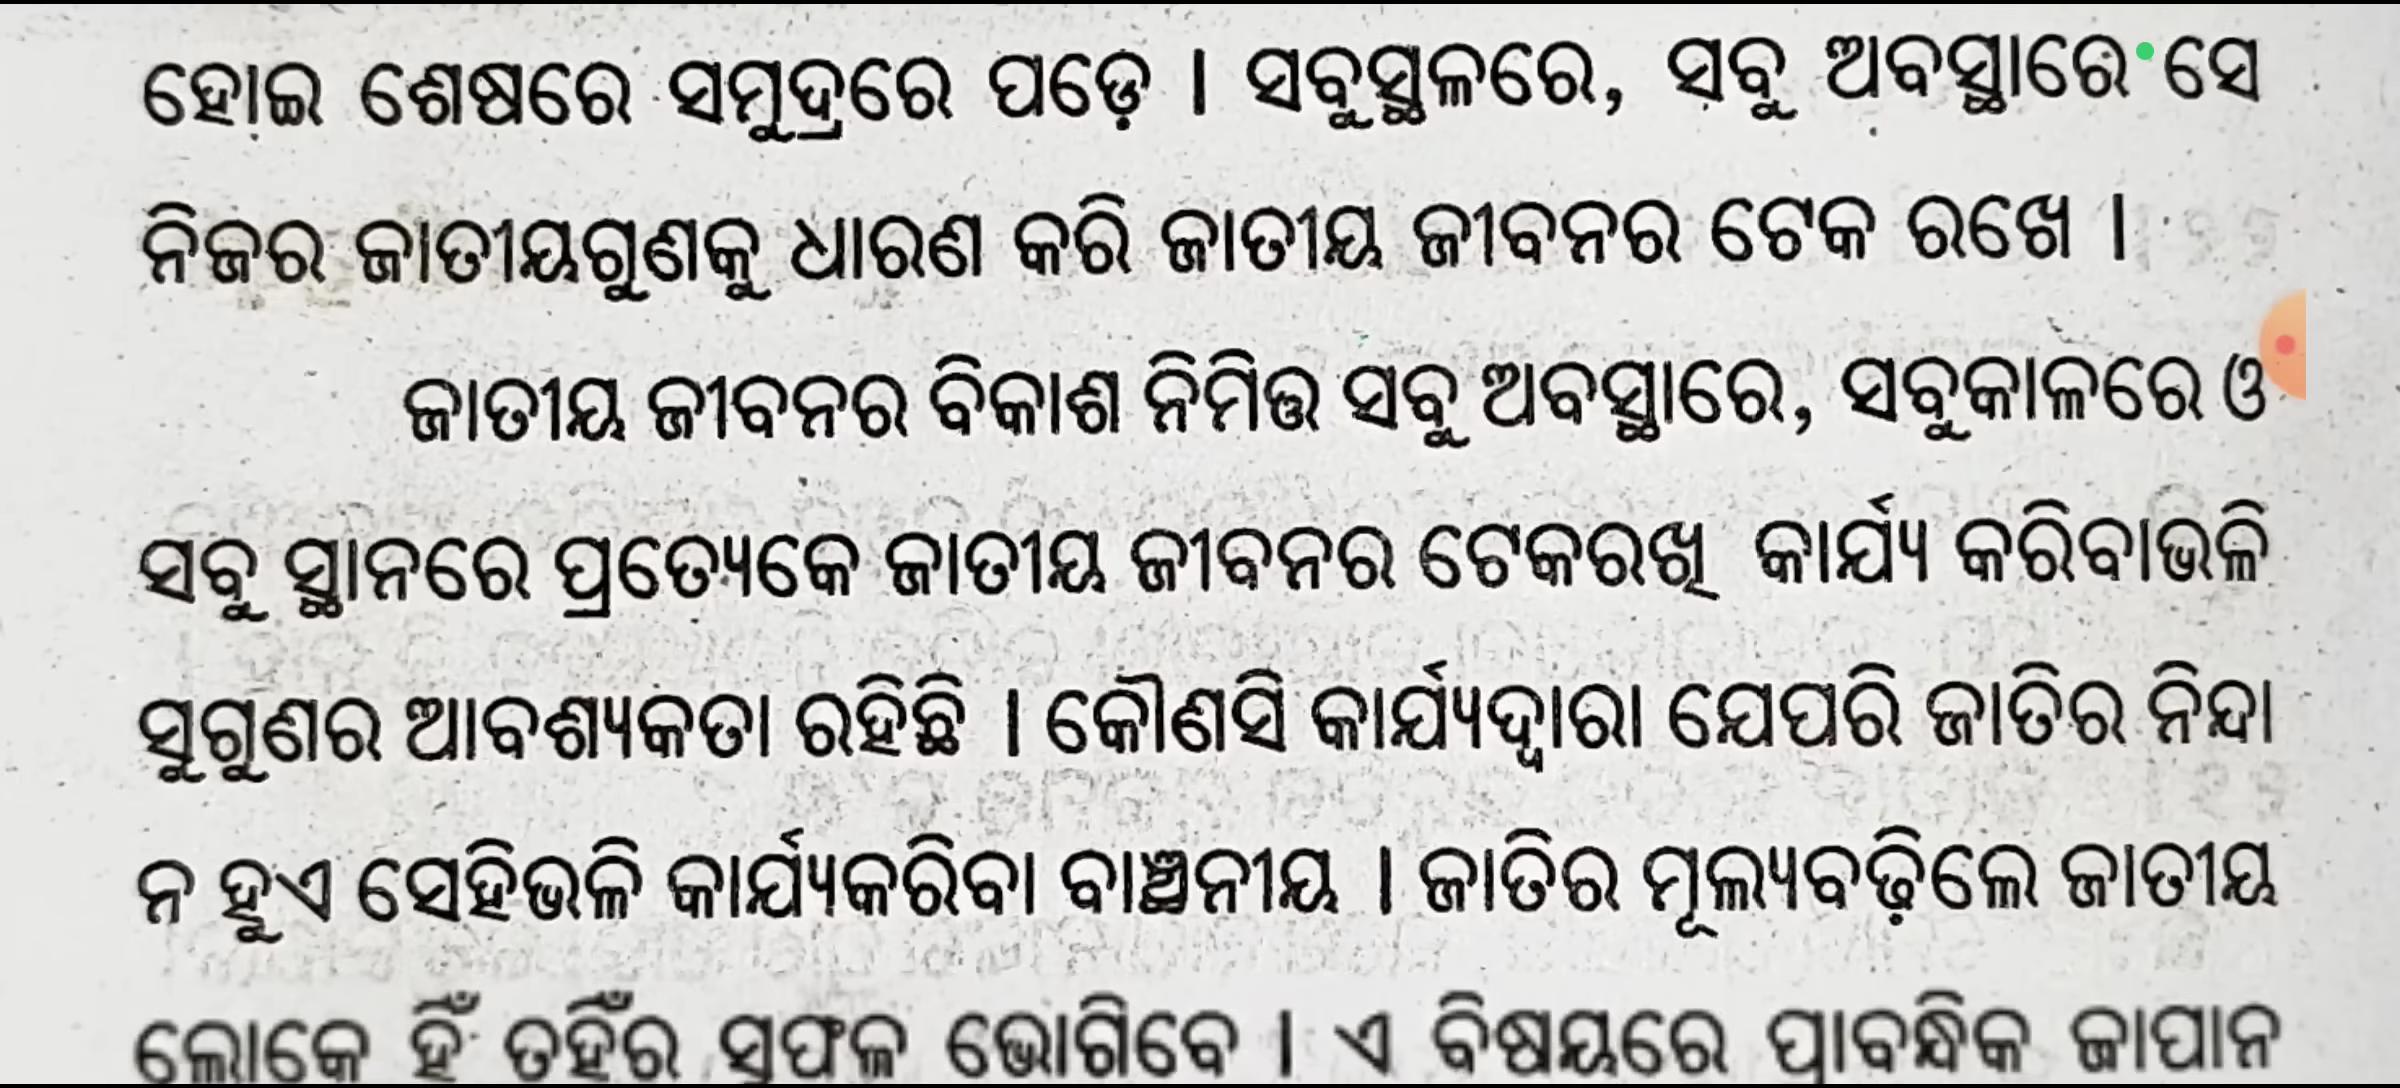 ହୋଇ ଶେଷରେ ସମୁଦ୍ରରେ ପଡ଼େ । ସବୁସ୍ଥଳରେ, ସବୁ ଅବସ୍ଥାରେ ସେ
ନିଜର ଜାତୀୟଗୁଣକୁ ଧାରଣ କରି ଜାତୀୟ ଜୀବନର ଟେକ ରଖେ ।
ଜାତୀୟ ଜୀବନର ବିକାଶ ନିମିତ୍ତ ସବୁ ଅବସ୍ଥାରେ, ସବୁକାଳରେ ଓ
ସବୁ ସ୍ଥାନରେ ପ୍ରତ୍ୟେକେ ଜାତୀୟ ଜୀବନର ଟେକରଖି କାର୍ଯ୍ୟ କରିବାଭଳି
ସୁଗୁଣର ଆବଶ୍ୟକତା ରହିଛି । କୌଣସି କାର୍ଯ୍ୟଦ୍ୱାରା ଯେପରି ଜାତିର ନିନ୍ଦା
ନ ହୁଏ ସେହିଭଳି କାର୍ଯ୍ୟକରିବା ବାଞ୍ଛନୀୟ । ଜାତିର ମୂଲ୍ୟବଢ଼ିଲେ ଜାତୀୟ
ଲୋକେ ହିଁ ତହିଁର ସୁଫଳ ଭୋଗିବେ । ଏ ବିଷୟରେ ପ୍ରାବନ୍ଧିକ ଜାପାନ